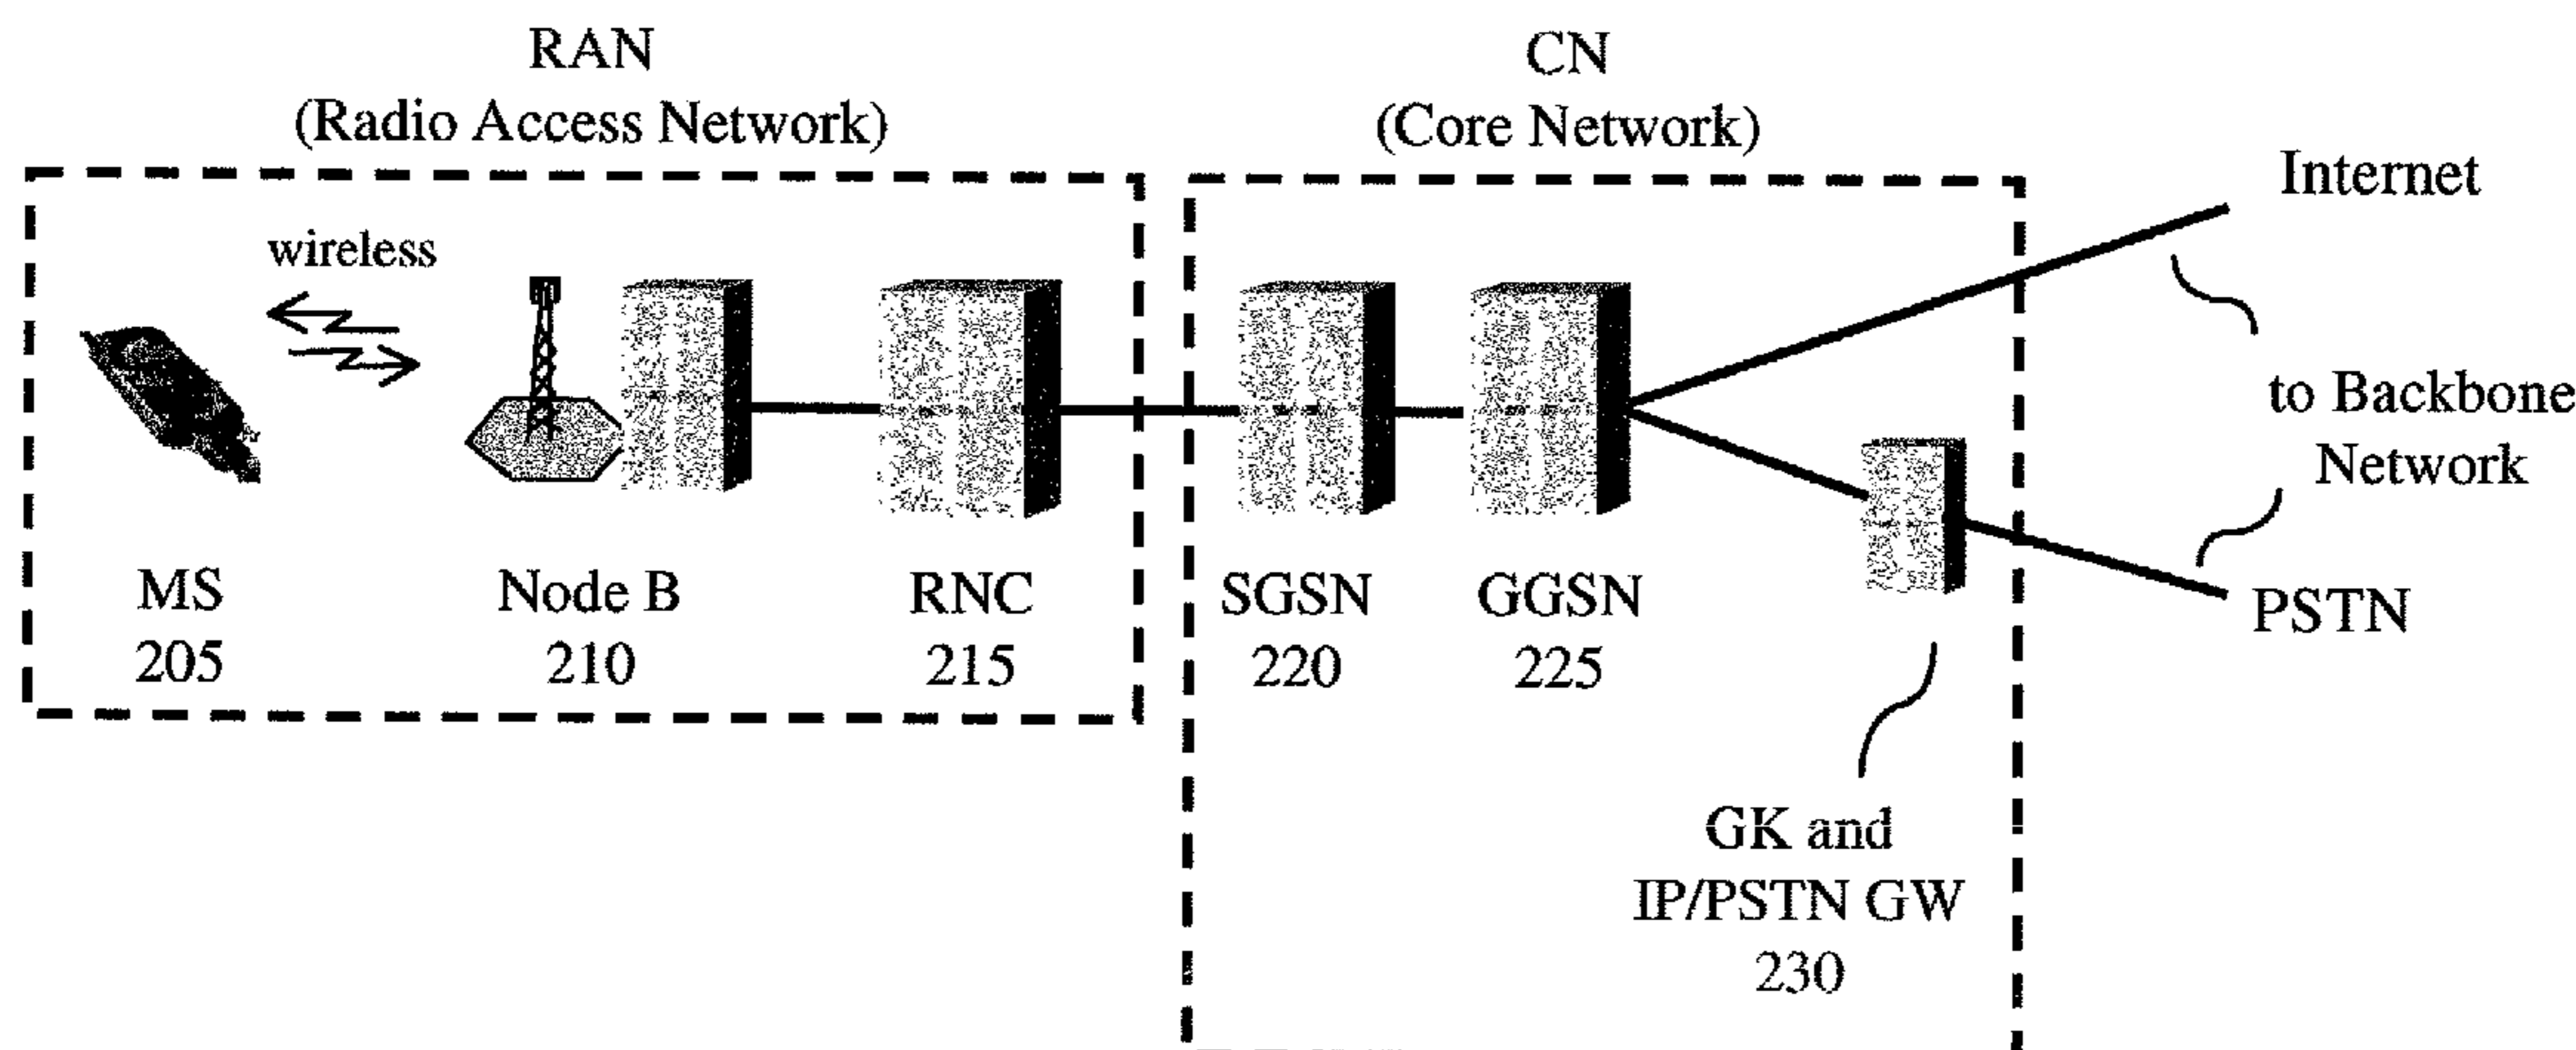 RAN
(Radio Access Network)
CN
(Core Network)
Internet
wireless
to Backbone
Network
MS
205
Node B
210
RNC
215
SGSN
220
GGSN
225
PSTN
GK and
IP/PSTN GW
230